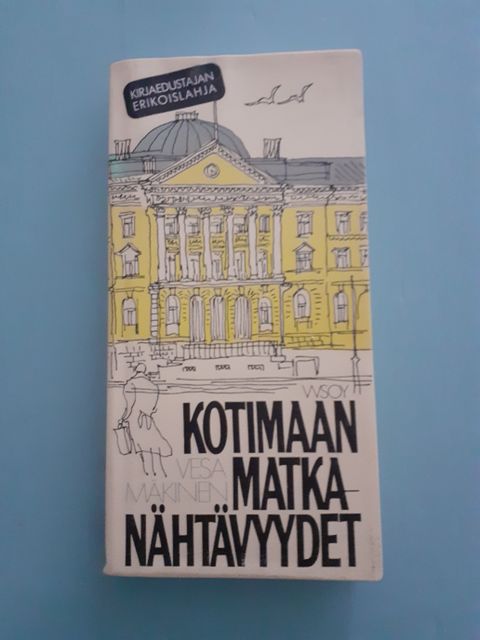 KIRJAEDUSTAJAN
ERIKOISLAHJA
WSOY
KOTIMAAN
VESA
MÄKINEN
MATKA-
NÄHTÄVYYDET